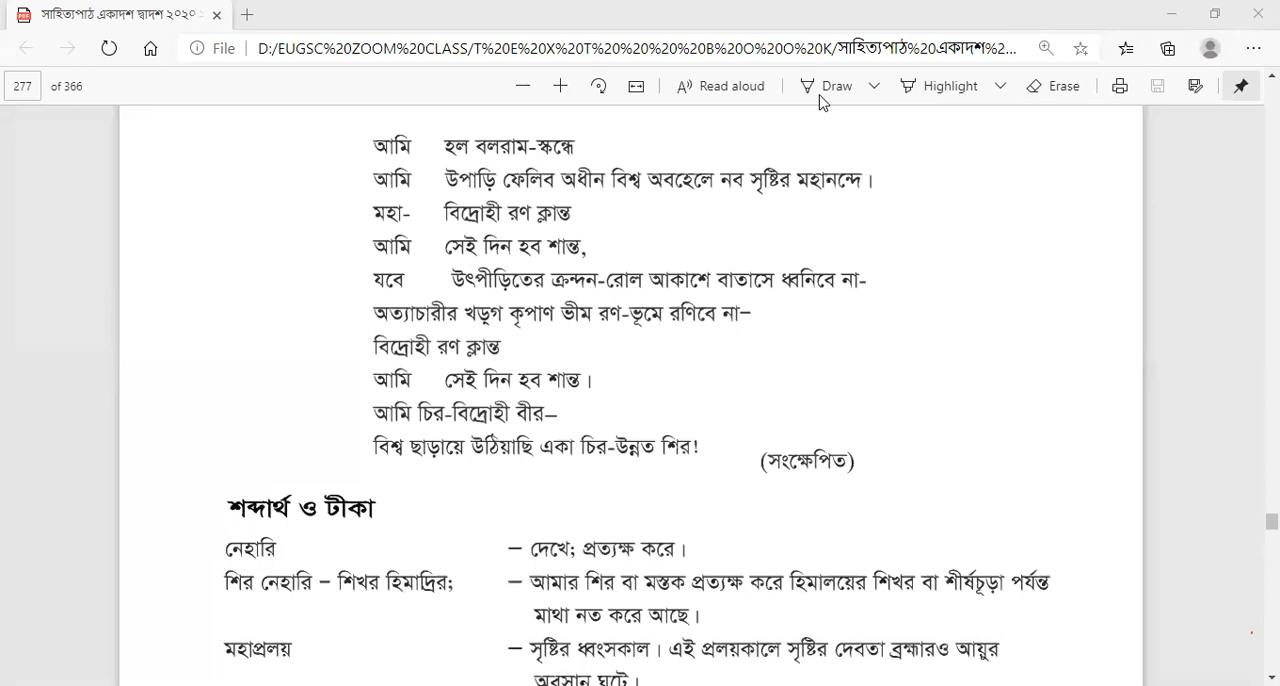 সাহিত্যপাঠ একাদশ দ্বাদশ ২০২০
File D:/EUGSC%20ZOOM%20CLASS/T%20E%20X%20T%20%20%20%20B%20O%20O%20K/সাহিত্যপাঠ%20একাদশ%2...
277 of 366 Read aloud Draw Highlight Erase
আমি হল বলরাম-স্কন্ধে
আমি উপাড়ি ফেলিব অধীন বিশ্ব অবহেলে নব সৃষ্টির মহানন্দে।
মহা- বিদ্রোহী রণ ক্লান্ত
আমি সেই দিন হব শান্ত,
যবে উৎপীড়িতের ক্রন্দন-রোল আকাশে বাতাসে ধ্বনিবে না-
অত্যাচারীর খড়্গ কৃপাণ ভীম রণ-ভূমে রণিবে না–
বিদ্রোহী রণ ক্লান্ত
আমি সেই দিন হব শান্ত।
আমি চির-বিদ্রোহী বীর–
বিশ্ব ছাড়ায়ে উঠিয়াছি একা চির-উন্নত শির!
(সংক্ষেপিত)
শব্দার্থ ও টীকা
নেহারি – দেখে; প্রত্যক্ষ করে।
শির নেহারি – শিখর হিমাদ্রির; – আমার শির বা মস্তক প্রত্যক্ষ করে হিমালয়ের শিখর বা শীর্ষচূড়া পর্যন্ত
মাথা নত করে আছে।
মহাপ্রলয় – সৃষ্টির ধ্বংসকাল। এই প্রলয়কালে সৃষ্টির দেবতা ব্রহ্মারও আয়ুর
অবসান ঘটে।